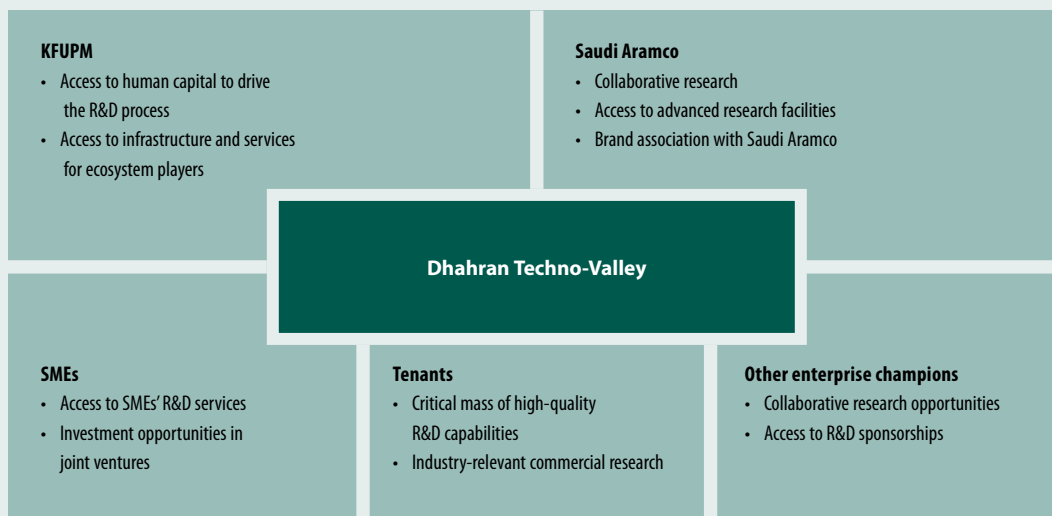 KFUPM
• Access to human capital to drive
the R&D process
• Access to infrastructure and services
for ecosystem players
Saudi Aramco
• Collaborative research
• Access to advanced research facilities
• Brand association with Saudi Aramco
Dhahran Techno-Valley
SMEs
• Access to SMEs’ R&D services
• Investment opportunities in
joint ventures
Tenants
• Critical mass of high-quality
R&D capabilities
• Industry-relevant commercial research
Other enterprise champions
• Collaborative research opportunities
• Access to R&D sponsorships